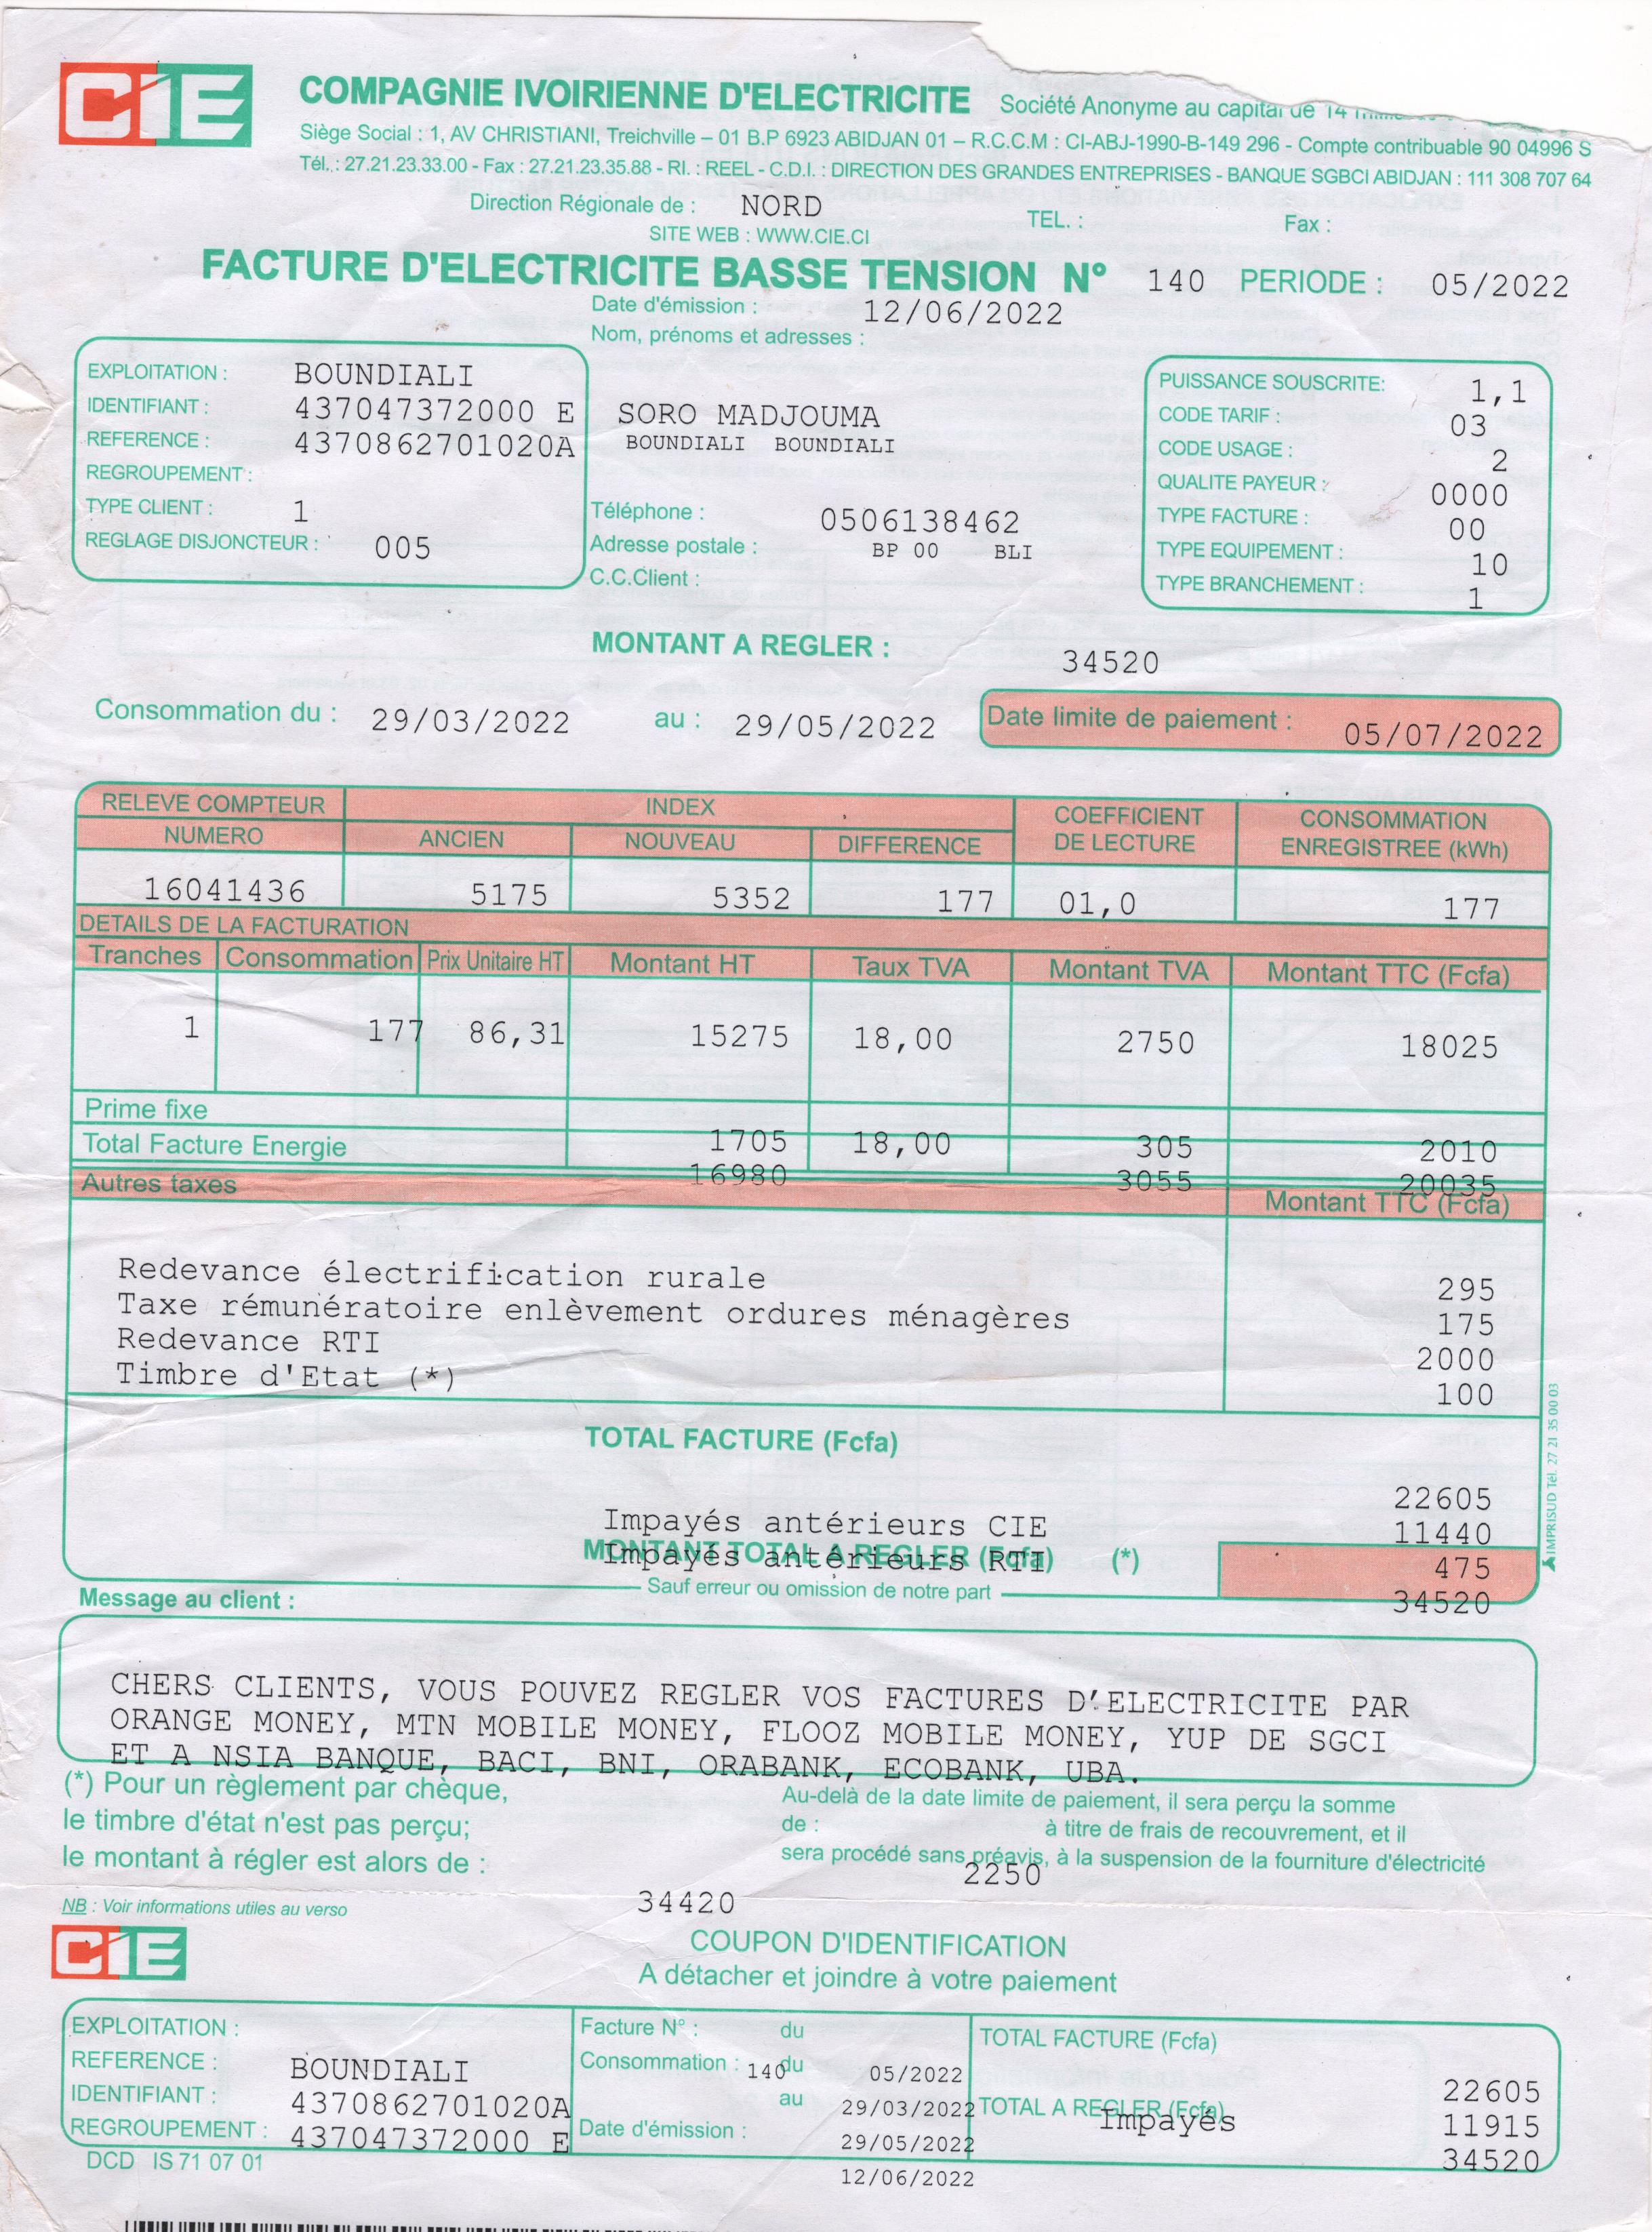 CIE
COMPAGNIE IVOIRIENNE D'ELECTRICITE Société Anonyme au capital de 14
Siège Social : 1, AV CHRISTIANI, Treichville – 01 B.P 6923 ABIDJAN 01 – R.C.C.M : CI-ABJ-1990-B-149 296 - Compte contribuable 90 04996 S
Tél. : 27.21.23.33.00 - Fax : 27.21.23.35.88 - RI. : REEL - C.D.I. : DIRECTION DES GRANDES ENTREPRISES - BANQUE SGBCI ABIDJAN : 111 308 707 64
Direction Régionale de : NORD TEL. : Fax :
SITE WEB : WWW.CIE.CI
FACTURE D'ELECTRICITE BASSE TENSION N° 140 PERIODE : 05/2022
Date d'émission : 12/06/2022
Nom, prénoms et adresses :
EXPLOITATION : BOUNDIALI
IDENTIFIANT : 437047372000 E
REFERENCE : 4370862701020A
REGROUPEMENT :
TYPE CLIENT : 1
REGLAGE DISJONCTEUR : 005
SORO MADJOUMA
BOUNDIALI BOUNDIALI
Téléphone : 0506138462
Adresse postale : BP 00 BLI
C.C.Client :
PUISSANCE SOUSCRITE: 1,1
CODE TARIF : 03
CODE USAGE : 2
QUALITE PAYEUR : 0000
TYPE FACTURE : 00
TYPE EQUIPEMENT : 10
TYPE BRANCHEMENT : 1
MONTANT A REGLER : 34520
Consommation du : 29/03/2022 au : 29/05/2022 Date limite de paiement : 05/07/2022
RELEVE COMPTEUR INDEX COEFFICIENT DE LECTURE CONSOMMATION ENREGISTREE (kWh)
NUMERO ANCIEN NOUVEAU DIFFERENCE
16041436 5175 5352 177 01,0 177
DETAILS DE LA FACTURATION
Tranches Consommation Prix Unitaire HT Montant HT Taux TVA Montant TVA Montant TTC (Fcfa)
1 177 86,31 15275 18,00 2750 18025
Prime fixe 1705 18,00 305 2010
Total Facture Energie 16980 3055 20035
Autres taxes Montant TTC (Fcfa)
Redevance électrification rurale 295
Taxe rémunératoire enlèvement ordures ménagères 175
Redevance RTI 2000
Timbre d'Etat (*) 100
TOTAL FACTURE (Fcfa) 22605
Impayés antérieurs CIE 11440
Impayés antérieurs RTI 475
MONTANT TOTAL A REGLER (Fcfa) (*) 34520
Sauf erreur ou omission de notre part
IMPRISUD Tél. 27 21 35 00 03
Message au client :
CHERS CLIENTS, VOUS POUVEZ REGLER VOS FACTURES D'ELECTRICITE PAR
ORANGE MONEY, MTN MOBILE MONEY, FLOOZ MOBILE MONEY, YUP DE SGCI
ET A NSIA BANQUE, BACI, BNI, ORABANK, ECOBANK, UBA.
(*) Pour un règlement par chèque,
le timbre d'état n'est pas perçu;
le montant à régler est alors de : 34420
Au-delà de la date limite de paiement, il sera perçu la somme
de : 2250 à titre de frais de recouvrement, et il
sera procédé sans préavis, à la suspension de la fourniture d'électricité
NB : Voir informations utiles au verso
CIE
COUPON D'IDENTIFICATION
A détacher et joindre à votre paiement
EXPLOITATION : BOUNDIALI
REFERENCE : 4370862701020A
IDENTIFIANT : 437047372000 E
REGROUPEMENT :
DCD IS 71 07 01
Facture N° : 140 du 05/2022
Consommation : du 29/03/2022
au 29/05/2022
Date d'émission : 12/06/2022
TOTAL FACTURE (Fcfa) 22605
Impayés 11915
TOTAL A REGLER (Fcfa) 34520